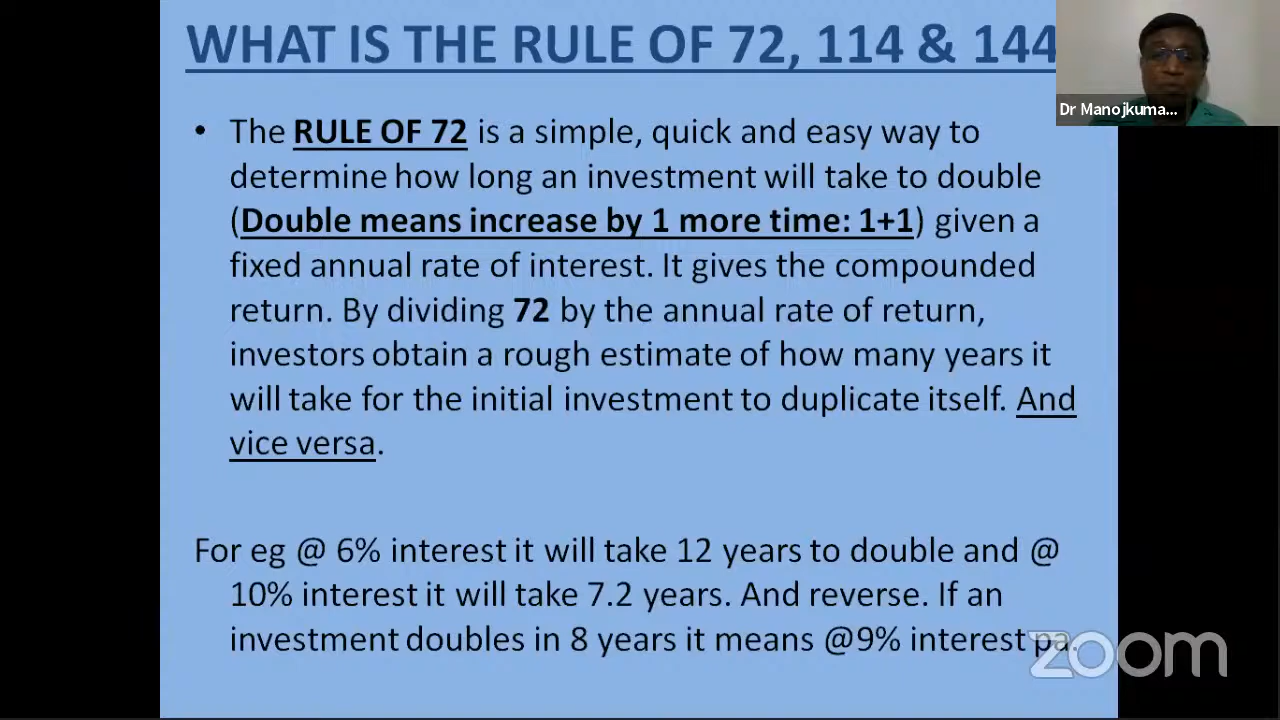 WHAT IS THE RULE OF 72, 114 & 144
Dr Manojkuma...
• The RULE OF 72 is a simple, quick and easy way to
determine how long an investment will take to double
(Double means increase by 1 more time: 1+1) given a
fixed annual rate of interest. It gives the compounded
return. By dividing 72 by the annual rate of return,
investors obtain a rough estimate of how many years it
will take for the initial investment to duplicate itself. And
vice versa.
For eg @ 6% interest it will take 12 years to double and @
10% interest it will take 7.2 years. And reverse. If an
investment doubles in 8 years it means @9% interest pa.
zoom